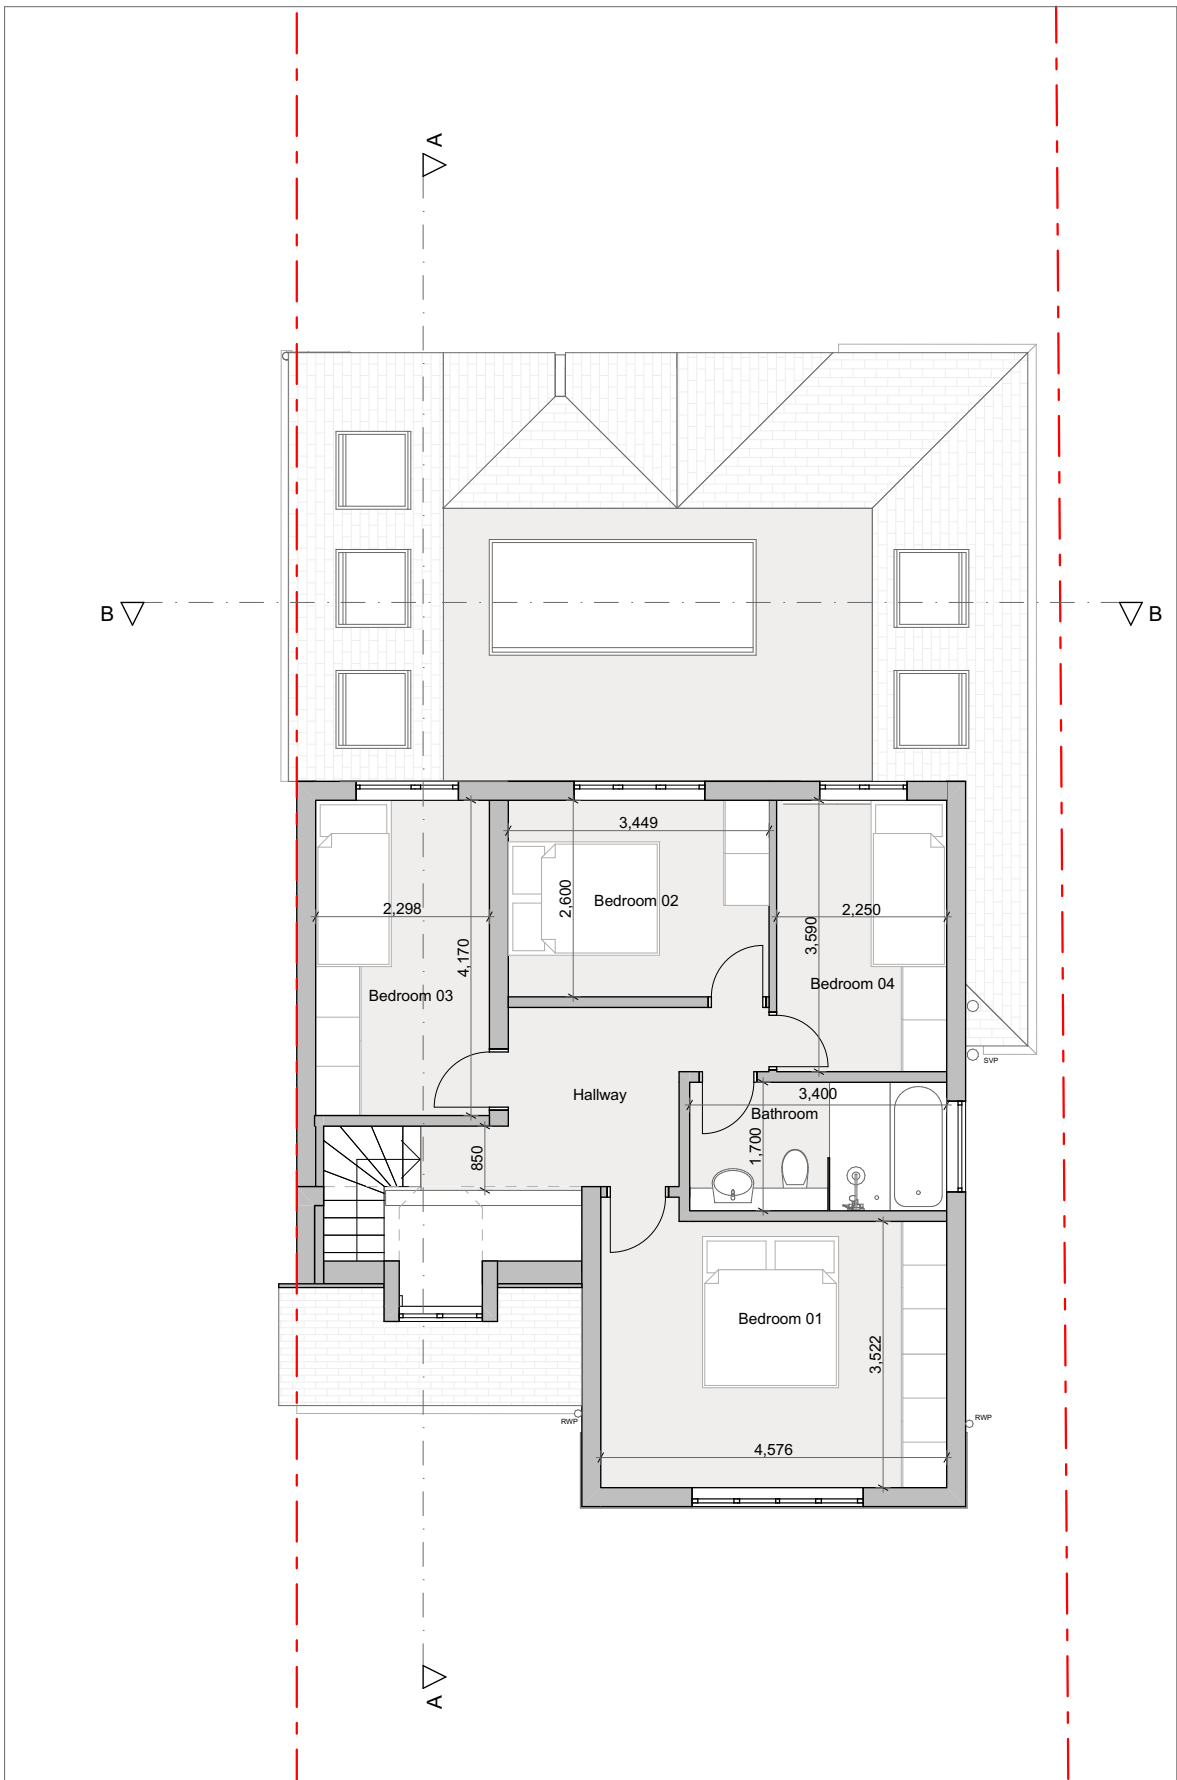 A
B
B
3,449
2,600
Bedroom 02
2,298
4,170
Bedroom 03
2,250
3,590
Bedroom 04
SVP
Hallway
3,400
Bathroom
1,700
850
Bedroom 01
3,522
4,576
RWP
RWP
A